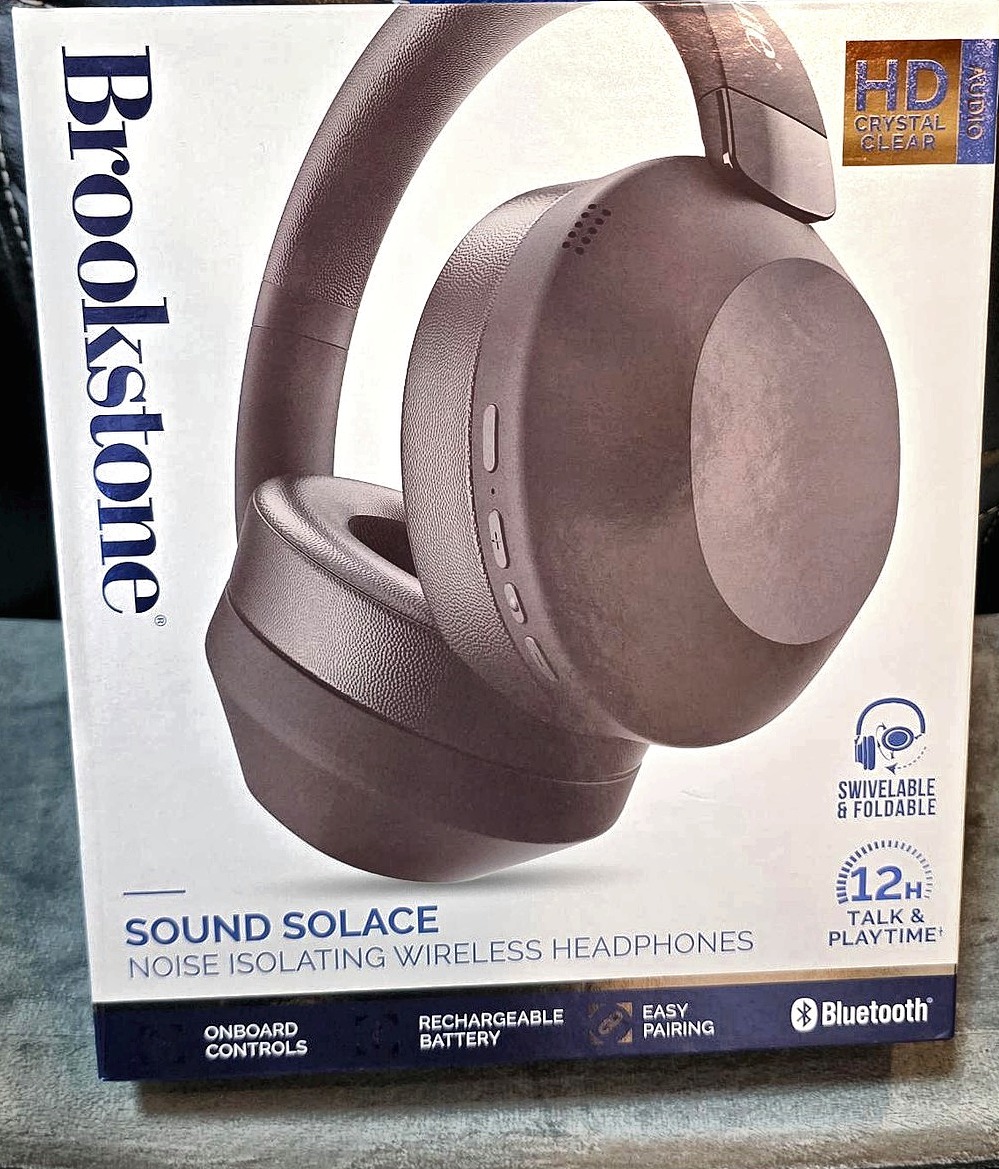 Brookstone®
HD
CRYSTAL
CLEAR
AUDIO
SWIVELABLE
& FOLDABLE
12H
TALK &
PLAYTIME†
SOUND SOLACE
NOISE ISOLATING WIRELESS HEADPHONES
ONBOARD
CONTROLS
RECHARGEABLE
BATTERY
EASY
PAIRING
Bluetooth®